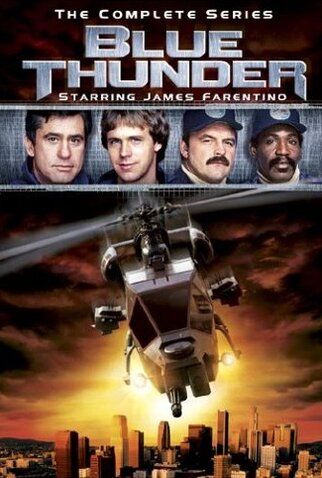 THE COMPLETE SERIES
BLUE
THUNDER
STARRING JAMES FARENTINO